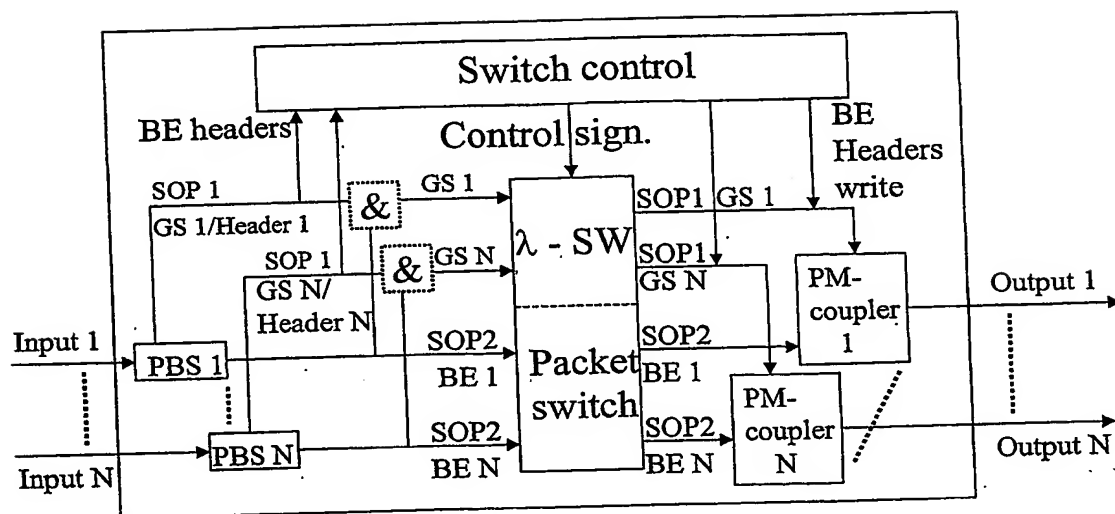 Switch control
BE headers
Control sign.
BE
Headers
write
SOP 1
GS 1/Header 1
&
GS 1
SOP1 GS 1
SOP 1
GS N/
Header N
&
GS N
λ - SW
SOP1
GS N
PM-
coupler
1
Output 1
Input 1
PBS 1
SOP2
BE 1
Packet
switch
SOP2
BE 1
PM-
coupler
N
Input N
PBS N
SOP2
BE N
SOP2
BE N
Output N